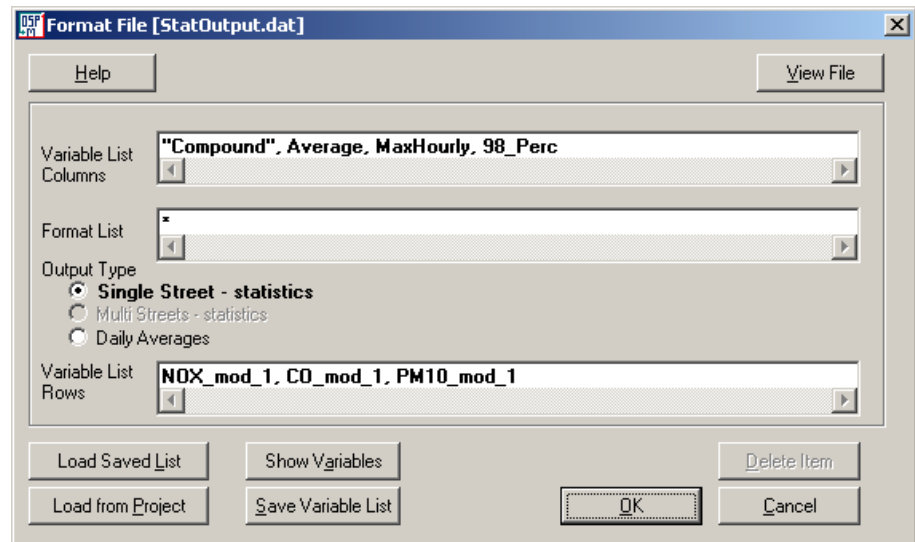 OSP
+M
Format File [StatOutput.dat]
Help
View File
Variable List
Columns
"Compound", Average, MaxHourly, 98_Perc
Format List
*
Output Type
Single Street - statistics
Multi Streets - statistics
Daily Averages
Variable List
Rows
NOX_mod_1, CO_mod_1, PM10_mod_1
Load Saved List
Show Variables
Delete Item
Load from Project
Save Variable List
OK
Cancel